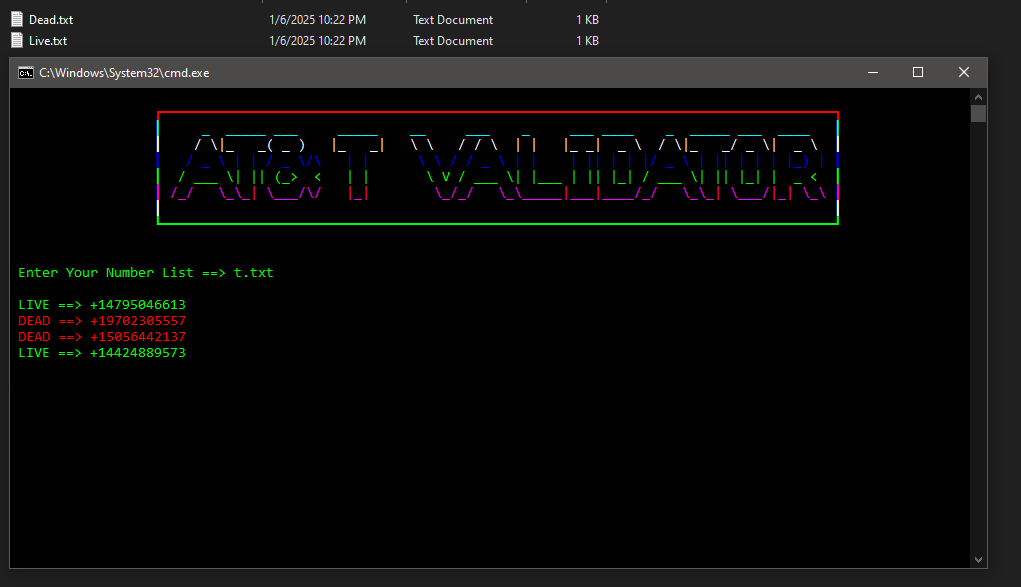 Dead.txt 1/6/2025 10:22 PM Text Document 1 KB
Live.txt 1/6/2025 10:22 PM Text Document 1 KB
C:\Windows\System32\cmd.exe
AT&T VALIDATOR
Enter Your Number List ==> t.txt
LIVE ==> +14795046613
DEAD ==> +19702305557
DEAD ==> +15056442137
LIVE ==> +14424889573